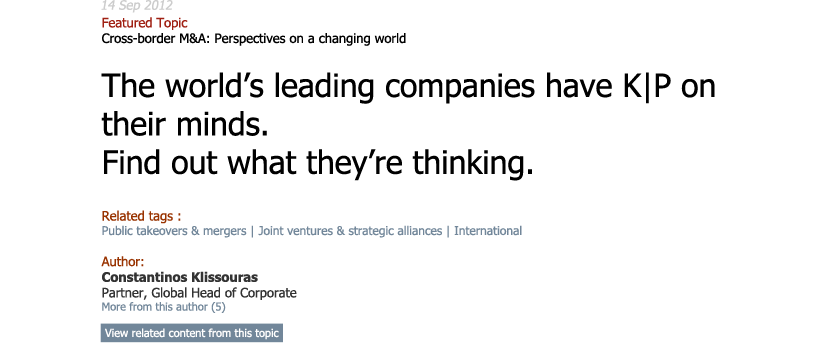 14 Sep 2012
Featured Topic
Cross-border M&A: Perspectives on a changing world
The world's leading companies have K|P on
their minds.
Find out what they're thinking.
Related tags :
Public takeovers & mergers | Joint ventures & strategic alliances | International
Author:
Constantinos Klissouras
Partner, Global Head of Corporate
More from this author (5)
View related content from this topic